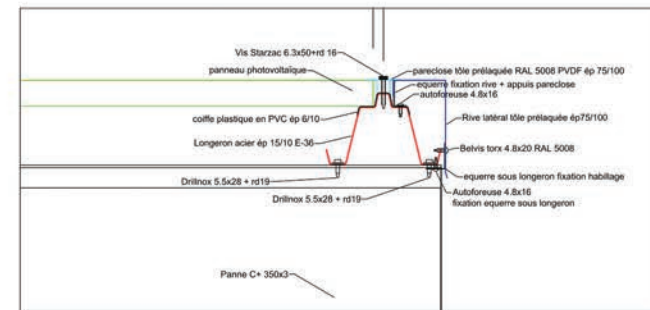 Vis Starzac 6.3x50+rd 16
panneau photovoltaïque
pareclose tôle prélaquée RAL 5008 PVDF ép 75/100
equerre fixation rive + appuis pareclose
autoforeuse 4.8x16
coiffe plastique en PVC ép 6/10
Rive latéral tôle prélaquée ép75/100
Longeron acier ép 15/10 E-36
Belvis torx 4.8x20 RAL 5008
Drillnox 5.5x28 + rd19
equerre sous longeron fixation habillage
Drillnox 5.5x28 + rd19
Autoforeuse 4.8x16
fixation equerre sous longeron
Panne C+ 350x3